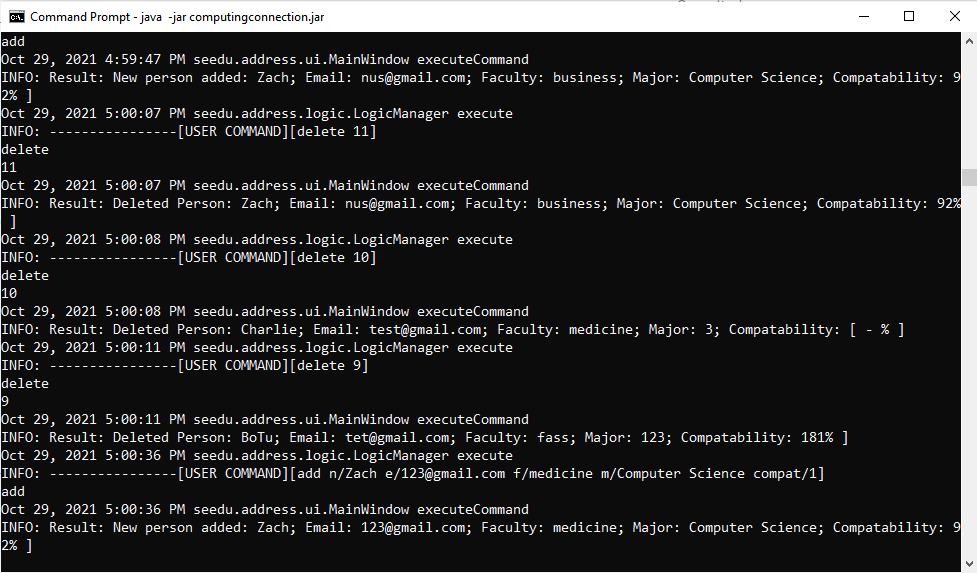 Command Prompt - java -jar computingconnection.jar
add
Oct 29, 2021 4:59:47 PM seedu.address.ui.MainWindow executeCommand
INFO: Result: New person added: Zach; Email: nus@gmail.com; Faculty: business; Major: Computer Science; Compatability: 9
2% ]
Oct 29, 2021 5:00:07 PM seedu.address.logic.LogicManager execute
INFO: ----------------[USER COMMAND][delete 11]
delete
11
Oct 29, 2021 5:00:07 PM seedu.address.ui.MainWindow executeCommand
INFO: Result: Deleted Person: Zach; Email: nus@gmail.com; Faculty: business; Major: Computer Science; Compatability: 92%
 ]
Oct 29, 2021 5:00:08 PM seedu.address.logic.LogicManager execute
INFO: ----------------[USER COMMAND][delete 10]
delete
10
Oct 29, 2021 5:00:08 PM seedu.address.ui.MainWindow executeCommand
INFO: Result: Deleted Person: Charlie; Email: test@gmail.com; Faculty: medicine; Major: 3; Compatability: [ - % ]
Oct 29, 2021 5:00:11 PM seedu.address.logic.LogicManager execute
INFO: ----------------[USER COMMAND][delete 9]
delete
9
Oct 29, 2021 5:00:11 PM seedu.address.ui.MainWindow executeCommand
INFO: Result: Deleted Person: BoTu; Email: tet@gmail.com; Faculty: fass; Major: 123; Compatability: 181% ]
Oct 29, 2021 5:00:36 PM seedu.address.logic.LogicManager execute
INFO: ----------------[USER COMMAND][add n/Zach e/123@gmail.com f/medicine m/Computer Science compat/1]
add
Oct 29, 2021 5:00:36 PM seedu.address.ui.MainWindow executeCommand
INFO: Result: New person added: Zach; Email: 123@gmail.com; Faculty: medicine; Major: Computer Science; Compatability: 9
2% ]